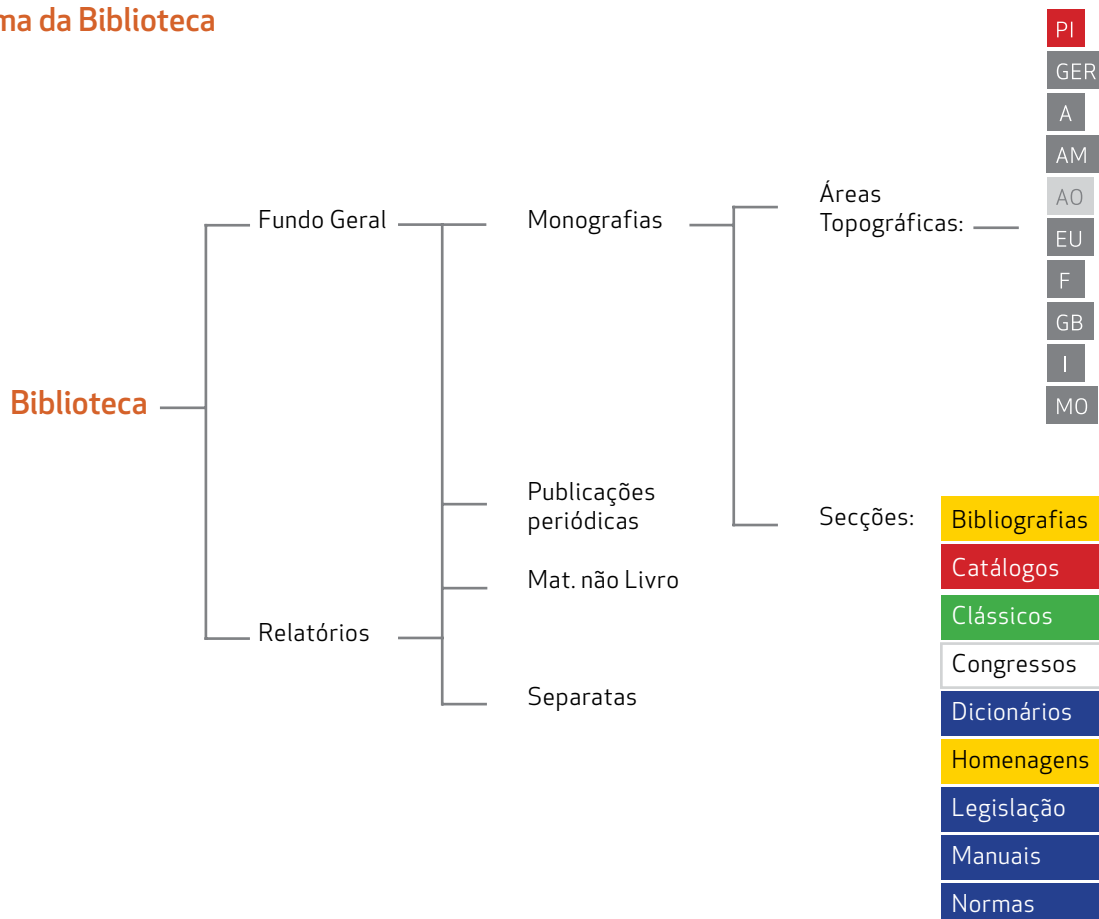 ma da Biblioteca
PI
GER
A
AM
AO
EU
F
GB
I
MO
Áreas
Topográficas:
Fundo Geral
Monografias
Biblioteca
Publicações
periódicas
Mat. não Livro
Relatórios
Separatas
Secções:
Bibliografias
Catálogos
Clássicos
Congressos
Dicionários
Homenagens
Legislação
Manuais
Normas